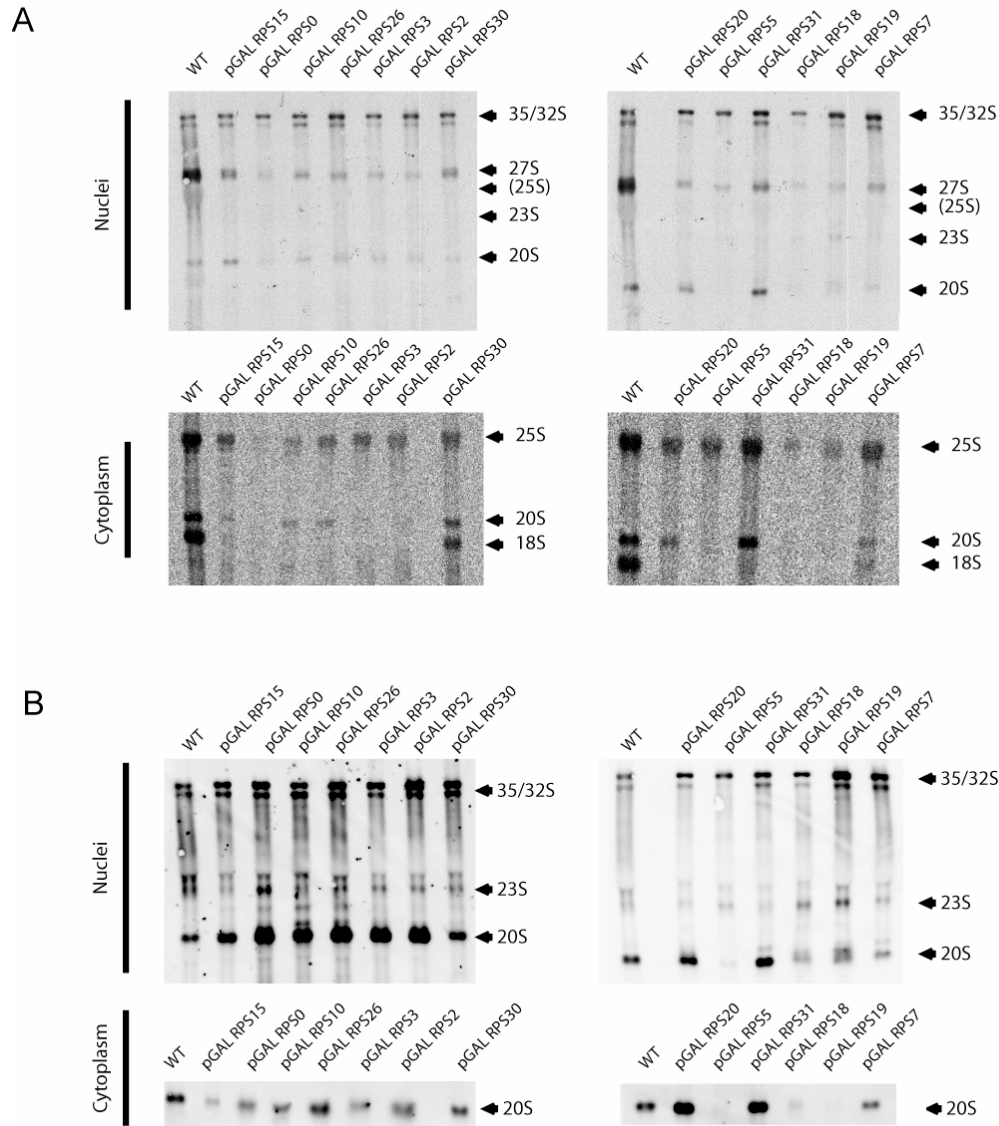 A
WT pGAL RPS15 pGAL RPS0 pGAL RPS10 pGAL RPS26 pGAL RPS3 pGAL RPS2 pGAL RPS30
WT pGAL RPS20 pGAL RPS5 pGAL RPS31 pGAL RPS18 pGAL RPS19 pGAL RPS7
Nuclei
35/32S
27S
(25S)
23S
20S
35/32S
27S
(25S)
23S
20S
WT pGAL RPS15 pGAL RPS0 pGAL RPS10 pGAL RPS26 pGAL RPS3 pGAL RPS2 pGAL RPS30
WT pGAL RPS20 pGAL RPS5 pGAL RPS31 pGAL RPS18 pGAL RPS19 pGAL RPS7
Cytoplasm
25S
20S
18S
25S
20S
18S
B
WT pGAL RPS15 pGAL RPS0 pGAL RPS10 pGAL RPS26 pGAL RPS3 pGAL RPS2 pGAL RPS30
WT pGAL RPS20 pGAL RPS5 pGAL RPS31 pGAL RPS18 pGAL RPS19 pGAL RPS7
Nuclei
35/32S
23S
20S
35/32S
23S
20S
WT pGAL RPS15 pGAL RPS0 pGAL RPS10 pGAL RPS26 pGAL RPS3 pGAL RPS2 pGAL RPS30
WT pGAL RPS20 pGAL RPS5 pGAL RPS31 pGAL RPS18 pGAL RPS19 pGAL RPS7
Cytoplasm
20S
20S